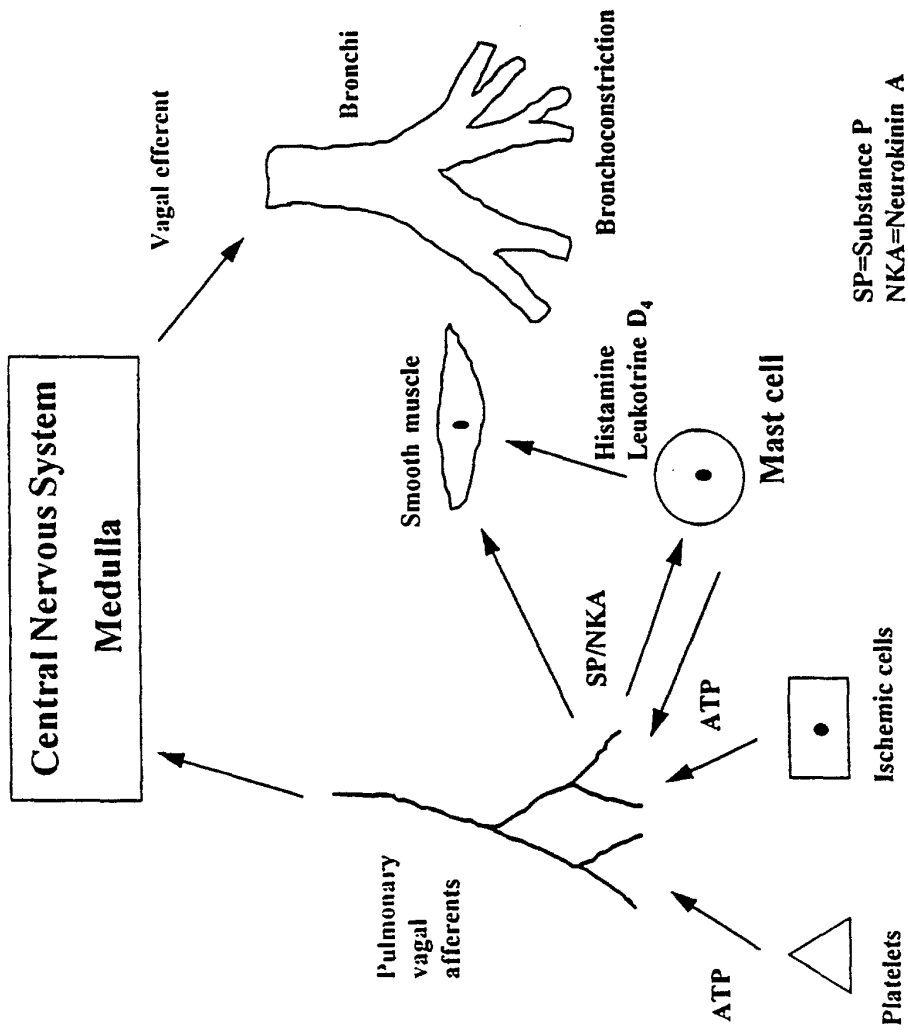 Central Nervous System
Medulla
Vagal efferent
Bronchi
Bronchoconstriction
Pulmonary
vagal
afferents
Smooth muscle
SP/NKA
Histamine
Leukotrine D4
ATP
ATP
Mast cell
Platelets
Ischemic cells
SP=Substance P
NKA=Neurokinin A